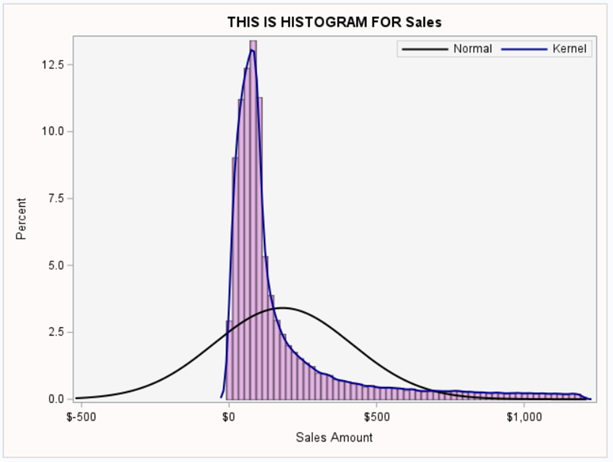 THIS IS HISTOGRAM FOR Sales
Normal Kernel
12.5
10.0
7.5
5.0
2.5
0.0
Percent
$-500 $0 $500 $1,000
Sales Amount